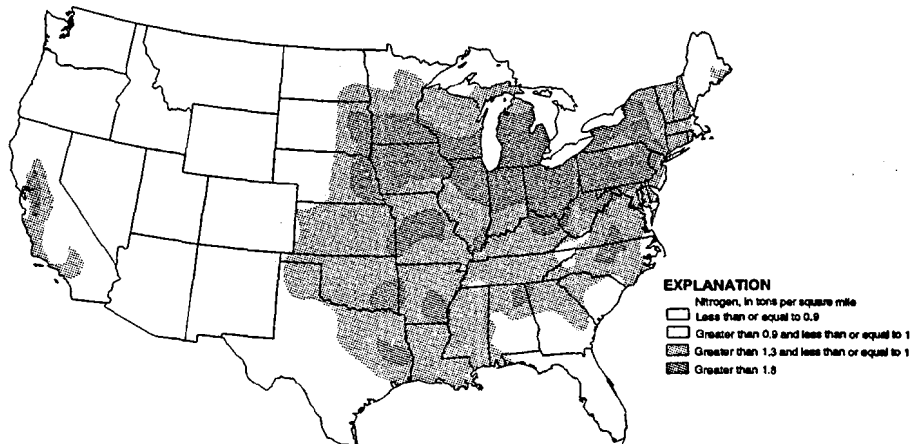 EXPLANATION
Nitrogen, in tons per square mile
Less than or equal to 0.9
Greater than 0.9 and less than or equal to 1
Greater than 1.3 and less than or equal to 1
Greater than 1.8